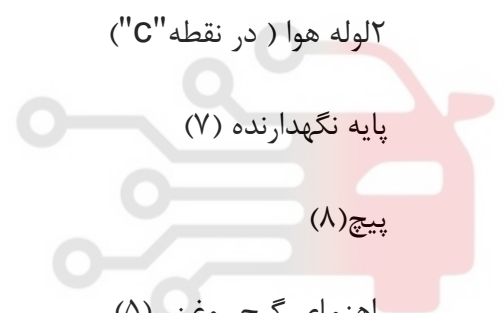 ۲لوله هوا ( در نقطه"C")
پایه نگهدارنده (۷)
پیچ(۸)